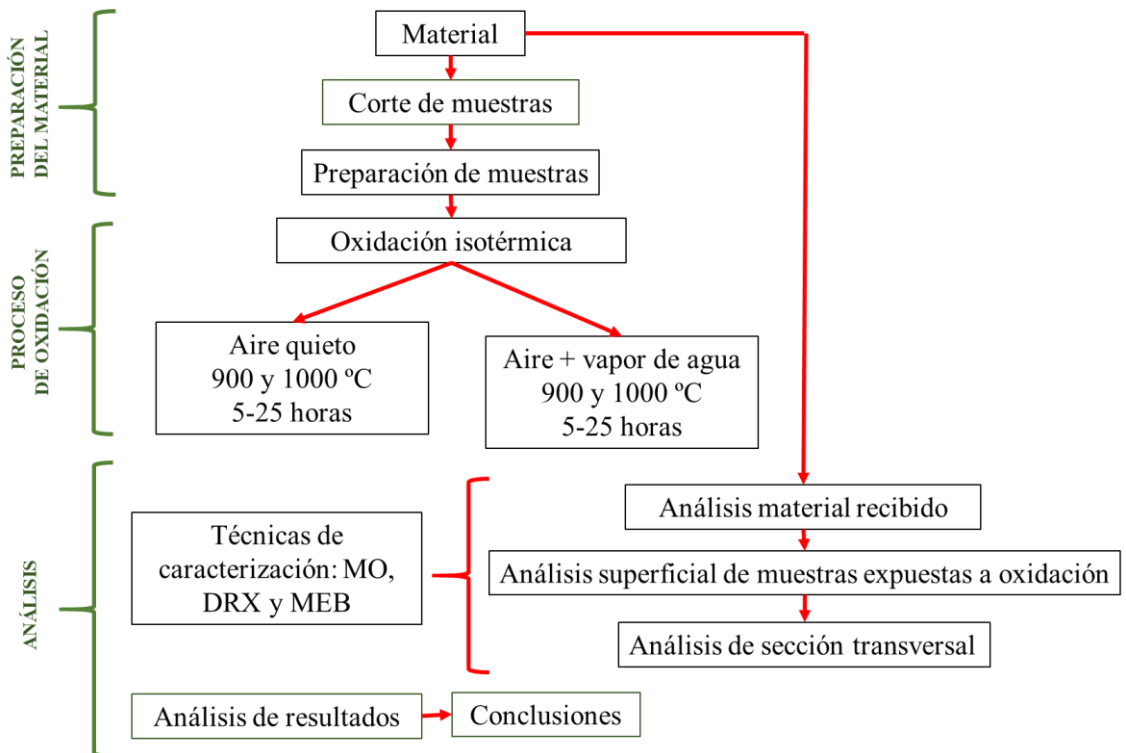 PREPARACIÓN
DEL MATERIAL
Material
Corte de muestras
Preparación de muestras
PROCESO
DE OXIDACIÓN
Oxidación isotérmica
Aire quieto
900 y 1000 ºC
5-25 horas
Aire + vapor de agua
900 y 1000 ºC
5-25 horas
ANÁLISIS
Técnicas de
caracterización: MO,
DRX y MEB
Análisis material recibido
Análisis superficial de muestras expuestas a oxidación
Análisis de sección transversal
Análisis de resultados
Conclusiones